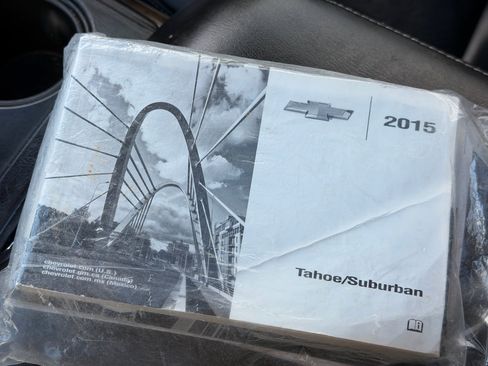 2015
chevrolet.com (U.S.)
chevrolet.gm.ca (Canada)
chevrolet.com.mx (Mexico)
Tahoe/Suburban